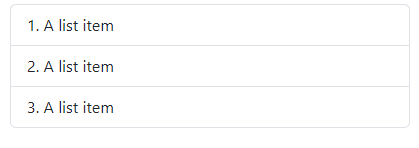 1. A list item
2. A list item
3. A list item